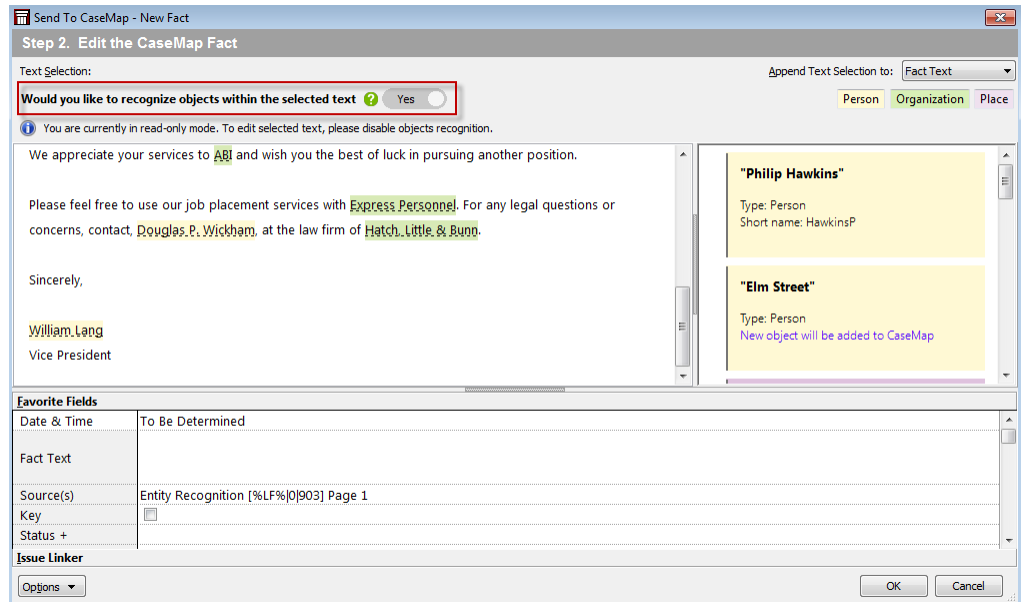 Send To CaseMap - New Fact
Step 2. Edit the CaseMap Fact
Text Selection:
Append Text Selection to: Fact Text
Would you like to recognize objects within the selected text ? Yes
Person Organization Place
You are currently in read-only mode. To edit selected text, please disable objects recognition.
We appreciate your services to ABI and wish you the best of luck in pursuing another position.
Please feel free to use our job placement services with Express Personnel. For any legal questions or
concerns, contact, Douglas P. Wickham, at the law firm of Hatch, Little & Bunn.
Sincerely,
William Lang
Vice President
"Philip Hawkins"
Type: Person
Short name: HawkinsP
"Elm Street"
Type: Person
New object will be added to CaseMap
Favorite Fields
Date & Time To Be Determined
Fact Text
Source(s) Entity Recognition [%LF%|0|903] Page 1
Key
Status +
Issue Linker
Options
OK Cancel